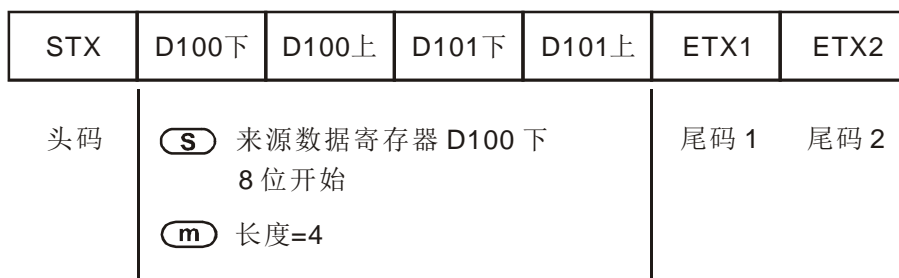 STX D100下 D100上 D101下 D101上 ETX1 ETX2
头码 S 来源数据寄存器 D100 下 尾码 1 尾码 2
8 位开始
m 长度=4